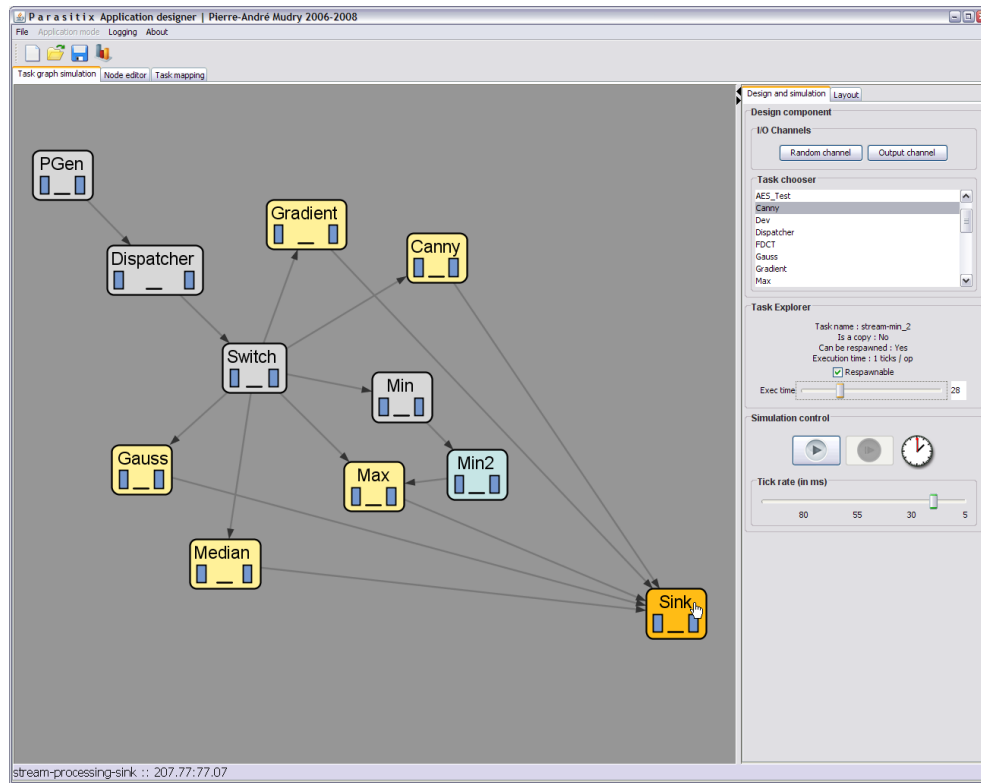 Parasitix Application designer | Pierre-André Mudry 2006-2008
File Application mode Logging About
Task graph simulation Node editor Task mapping
Design and simulation Layout
Design component
I/O Channels
Random channel Output channel
Task chooser
AES_Test
Canny
Dev
Dispatcher
FDCT
Gauss
Gradient
Max
Task Explorer
Task name : stream-min_2
Is a copy : No
Can be respawned : Yes
Execution time : 1 ticks / op
Respawnable
Exec time 28
Simulation control
Tick rate (in ms)
80 55 30 5
PGen
Gradient
Canny
Dispatcher
Switch
Min
Gauss
Max
Min2
Median
Sink
stream-processing-sink :: 207.77:77.07